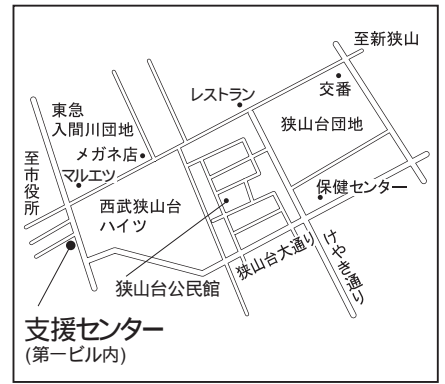 至新狭山
交番
レストラン
東急
入間川団地
狭山台団地
メガネ店
マルエツ
至市役所
保健センター
西武狭山台
ハイツ
狭山台大通り
けやき通り
狭山台公民館
支援センター
(第一ビル内)